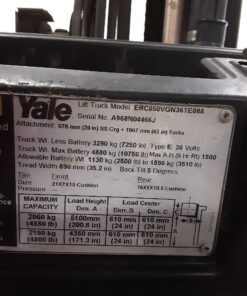 Yale
Lift Truck Model ERC050VGN36TE088
Serial No. A968N04466J
Attachment: 978 mm (39 in) SS Crg + 1067 mm (42 in) Forks
Truck Wt. Less Battery 3290 kg (7250 lb) Type E 36 Volts
Truck Wt. Max Battery 4880 kg (10750 lb) Max A.H.(6 Hr Rt) 1500
Allowable Battery Wt. 1130 kg (2500 lb) to 1590 kg (3510 lb)
Tread Width 890 mm (35.2 in) Back Tilt 5 Degrees
Tire Front Rear
Size 21X7X15 Cushion 16X5X10.5 Cushion
MAXIMUM CAPACITY Load Height Dim. A Load Center Dim.
2060 kg 5100mm 610 mm 610 mm
(4550 lb) (200.8 in) (24 in) (24 in)
2180 kg 4350 mm 610 mm 610 mm
(4800 lb) (171.3 in) (24 in) (24 in)